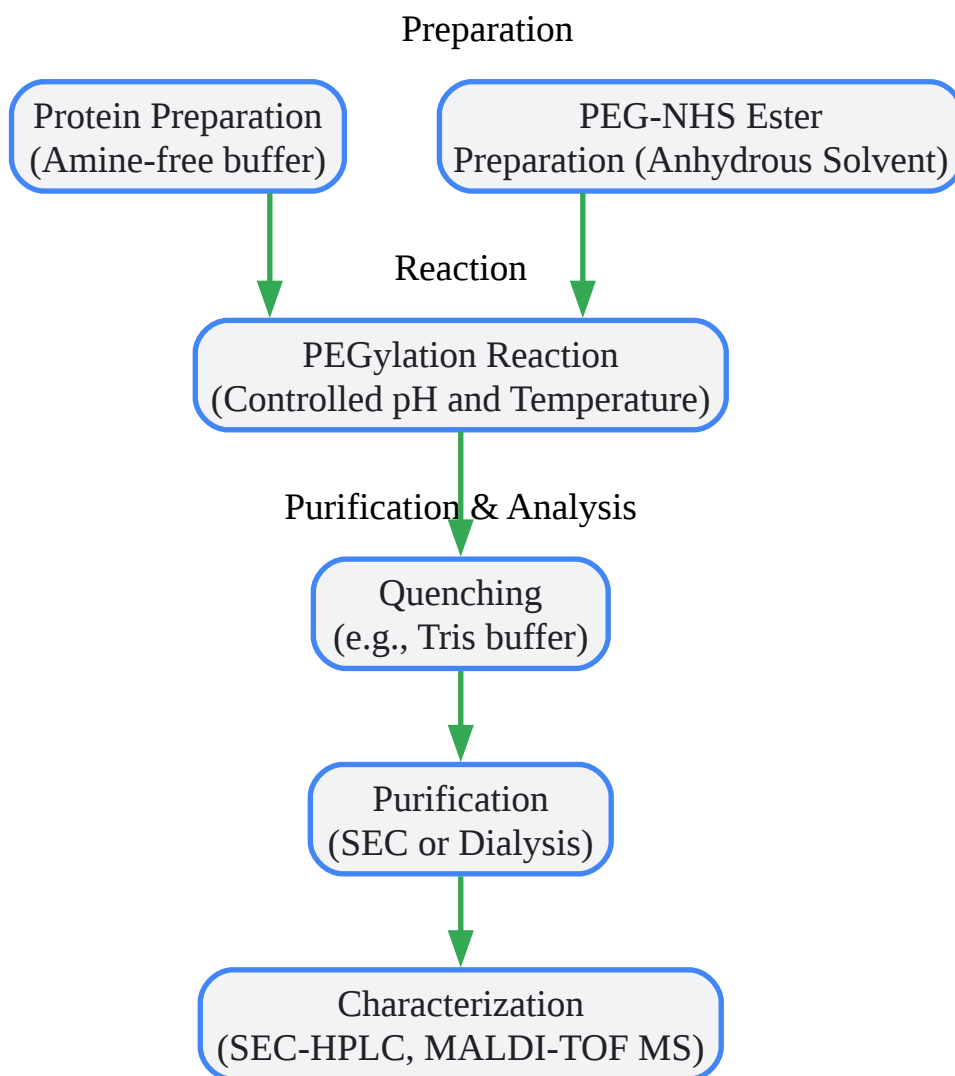 Preparation
Protein Preparation
(Amine-free buffer)
PEG-NHS Ester
Preparation (Anhydrous Solvent)
Reaction
PEGylation Reaction
(Controlled pH and Temperature)
Purification & Analysis
Quenching
(e.g., Tris buffer)
Purification
(SEC or Dialysis)
Characterization
(SEC-HPLC, MALDI-TOF MS)